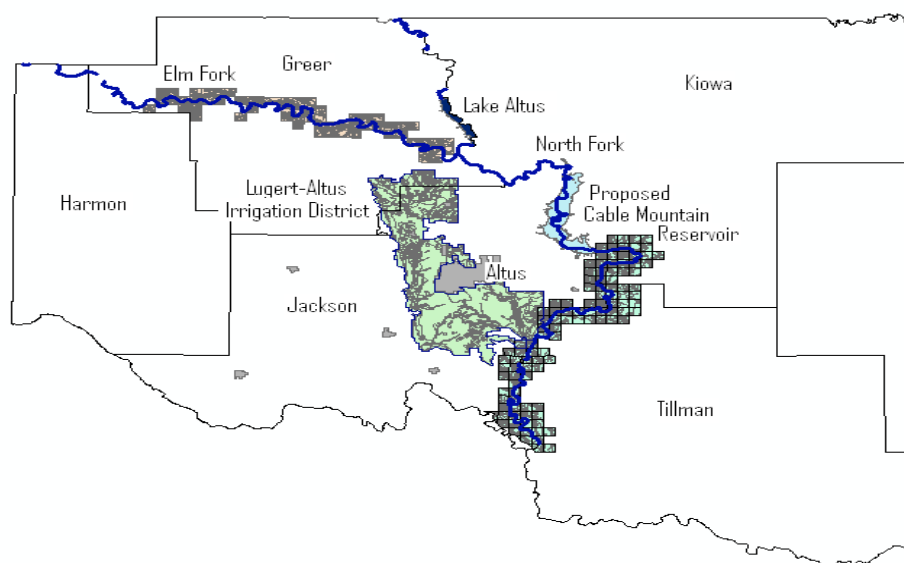 Greer
Elm Fork
Kiowa
Lake Altus
North Fork
Lugert-Altus
Irrigation District
Harmon
Proposed
Cable Mountain
Reservoir
Altus
Jackson
Tillman